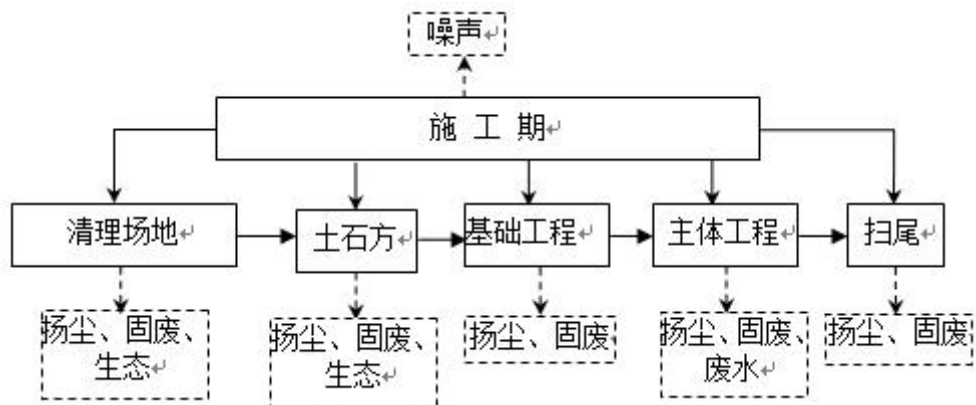 噪声
施 工 期
清理场地
土石方
基础工程
主体工程
扫尾
扬尘、固废、
生态
扬尘、固废、
生态
扬尘、固废
扬尘、固废、
废水
扬尘、固废